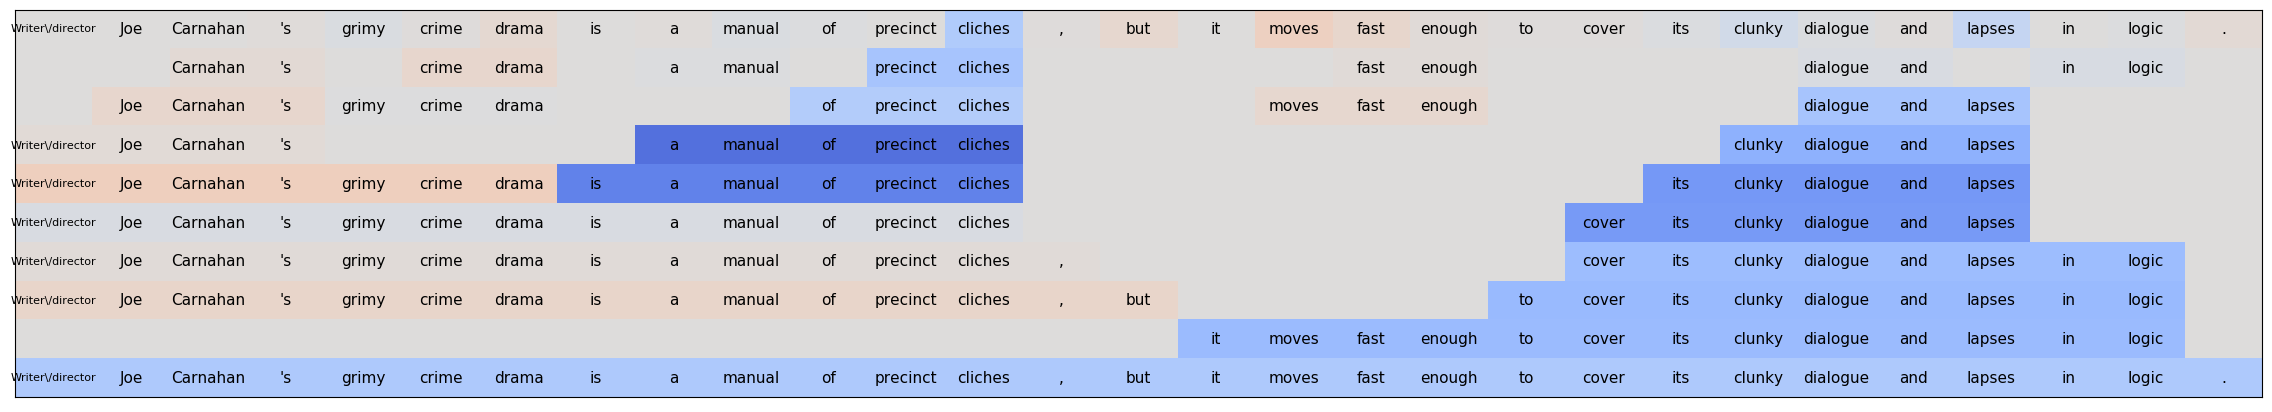 Writer\/director Joe Carnahan 's grimy crime drama is a manual of precinct cliches , but it moves fast enough to cover its clunky dialogue and lapses in logic .
Carnahan 's crime drama a manual precinct cliches fast enough dialogue and in logic
Joe Carnahan 's grimy crime drama of precinct cliches moves fast enough dialogue and lapses
Writer\/director Joe Carnahan 's a manual of precinct cliches clunky dialogue and lapses
Writer\/director Joe Carnahan 's grimy crime drama is a manual of precinct cliches its clunky dialogue and lapses
Writer\/director Joe Carnahan 's grimy crime drama is a manual of precinct cliches cover its clunky dialogue and lapses
Writer\/director Joe Carnahan 's grimy crime drama is a manual of precinct cliches , cover its clunky dialogue and lapses in logic
Writer\/director Joe Carnahan 's grimy crime drama is a manual of precinct cliches , but to cover its clunky dialogue and lapses in logic
it moves fast enough to cover its clunky dialogue and lapses in logic
Writer\/director Joe Carnahan 's grimy crime drama is a manual of precinct cliches , but it moves fast enough to cover its clunky dialogue and lapses in logic .